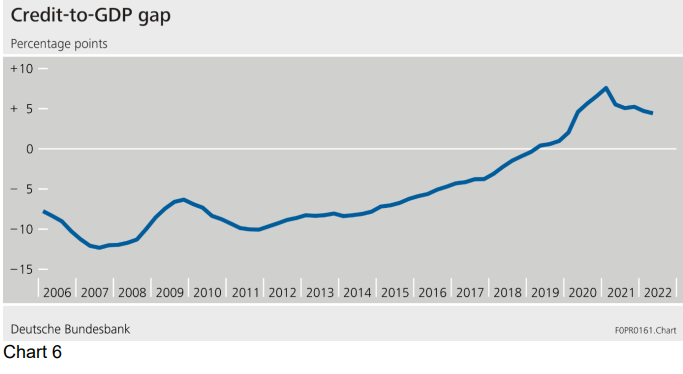 Credit-to-GDP gap
Percentage points
+10
+ 5
0
− 5
−10
−15
2006 2007 2008 2009 2010 2011 2012 2013 2014 2015 2016 2017 2018 2019 2020 2021 2022
Deutsche Bundesbank F0PR0161.Chart
Chart 6